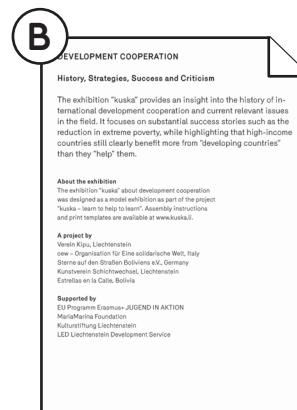 B
DEVELOPMENT COOPERATION
History, Strategies, Success and Criticism
The exhibition "kuska" provides an insight into the history of in-
ternational development cooperation and current relevant issues
in the field. It focuses on substantial success stories such as the
reduction in extreme poverty, while highlighting that high-income
countries still clearly benefit more from "developing countries"
than they "help" them.
About the exhibition
The exhibition "kuska" about development cooperation
was designed as a model exhibition as part of the project
"kuska – learn to help to learn". Assembly instructions
and print templates are available at www.kuska.li.
A project by
Verein Kipu, Liechtenstein
oew – Organisation für Eine solidarische Welt, Italy
Sterne auf den Straßen Boliviens e.V., Germany
Kunstverein Schichtwechsel, Liechtenstein
Estrellas en la Calle, Bolivia
Supported by
EU Programm Erasmus+ JUGEND IN AKTION
MariaMarina Foundation
Kulturstiftung Liechtenstein
LED Liechtenstein Development Service